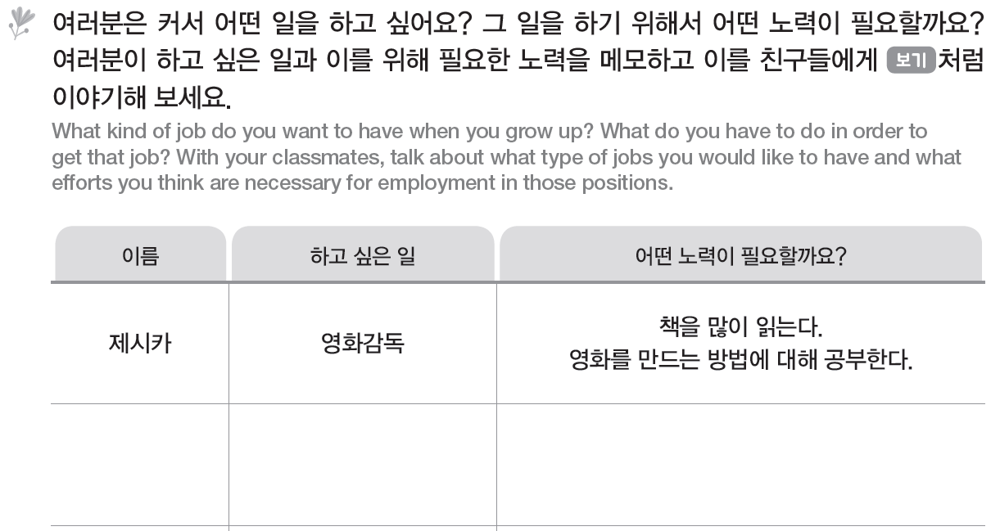 여러분은 커서 어떤 일을 하고 싶어요? 그 일을 하기 위해서 어떤 노력이 필요할까요?
여러분이 하고 싶은 일과 이를 위해 필요한 노력을 메모하고 이를 친구들에게 보기처럼
이야기해 보세요.
What kind of job do you want to have when you grow up? What do you have to do in order to
get that job? With your classmates, talk about what type of jobs you would like to have and what
efforts you think are necessary for employment in those positions.
이름 하고 싶은 일 어떤 노력이 필요할까요?
제시카 영화감독 책을 많이 읽는다.
영화를 만드는 방법에 대해 공부한다.